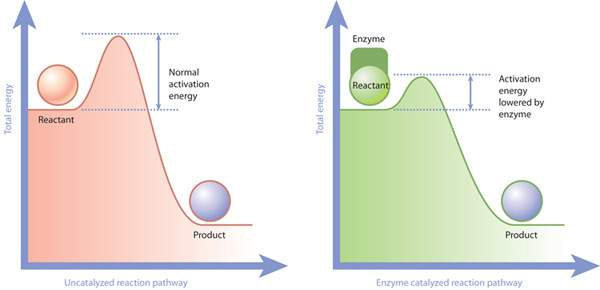 Total energy
Normal
activation
energy
Reactant
Product
Uncatalyzed reaction pathway
Total energy
Enzyme
Reactant
Activation
energy
lowered by
enzyme
Product
Enzyme catalyzed reaction pathway